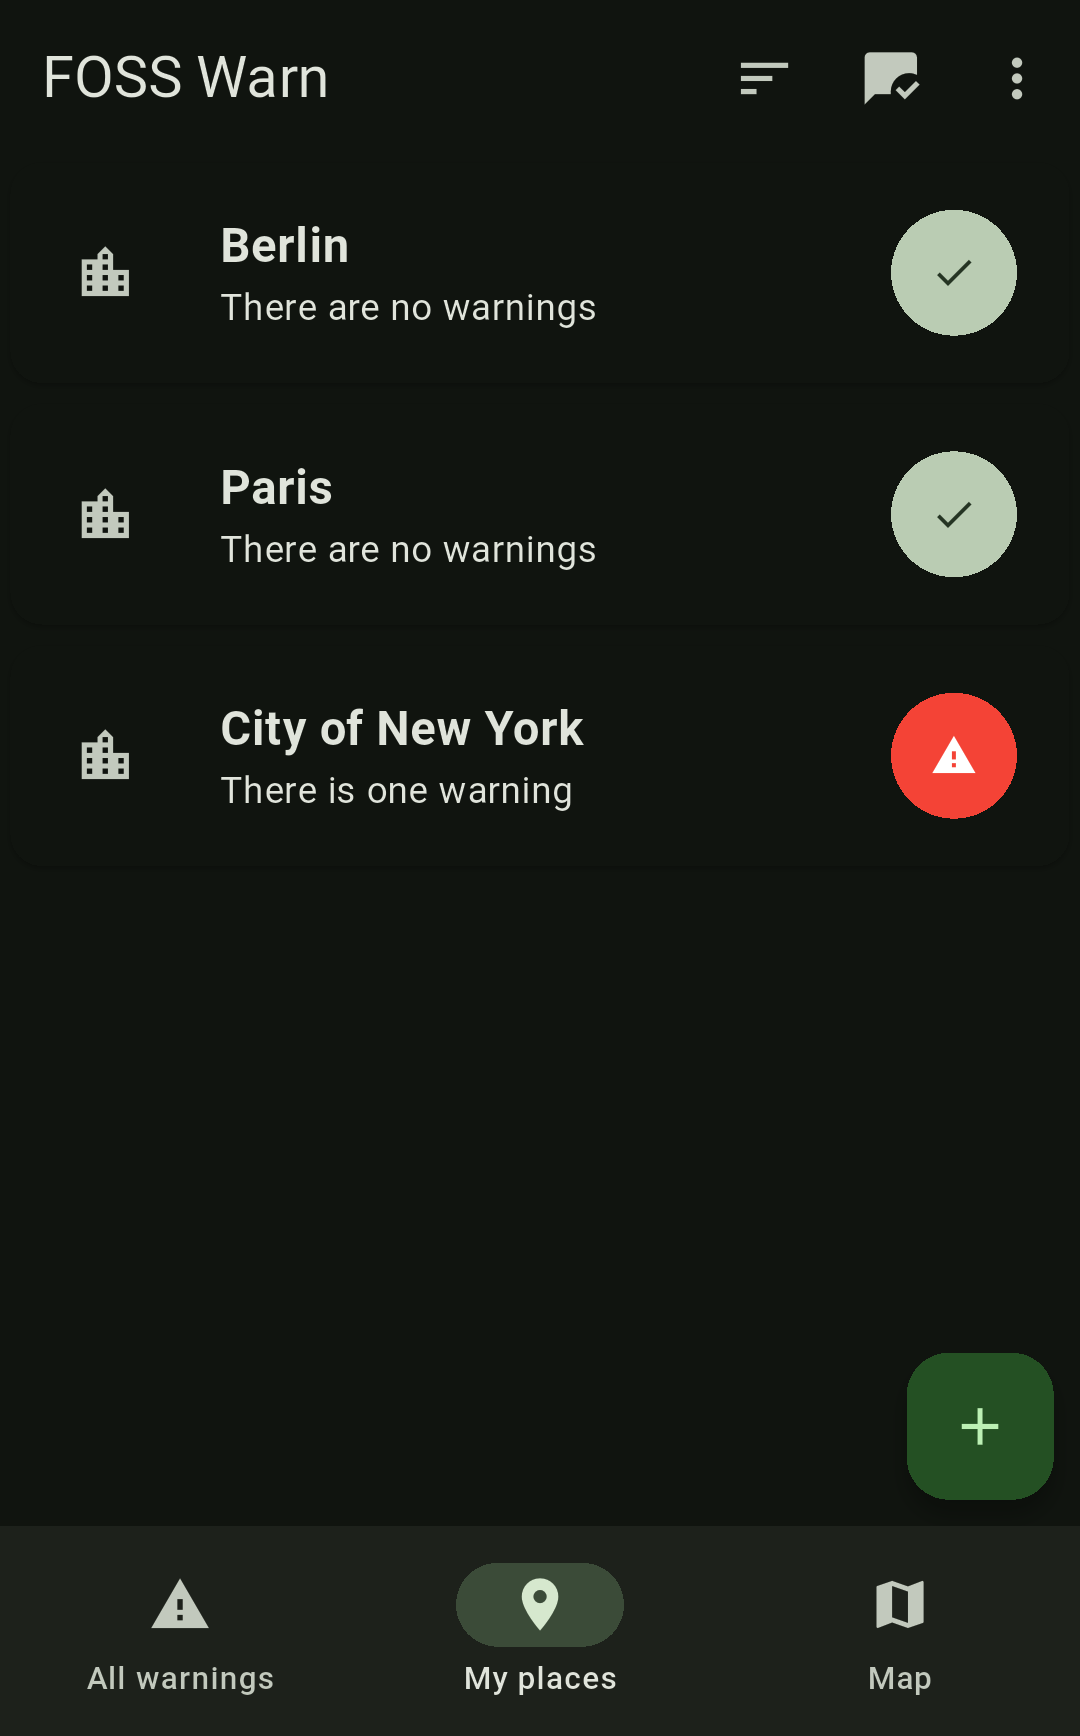 FOSS Warn
Berlin
There are no warnings
Paris
There are no warnings
City of New York
There is one warning
All warnings
My places
Map